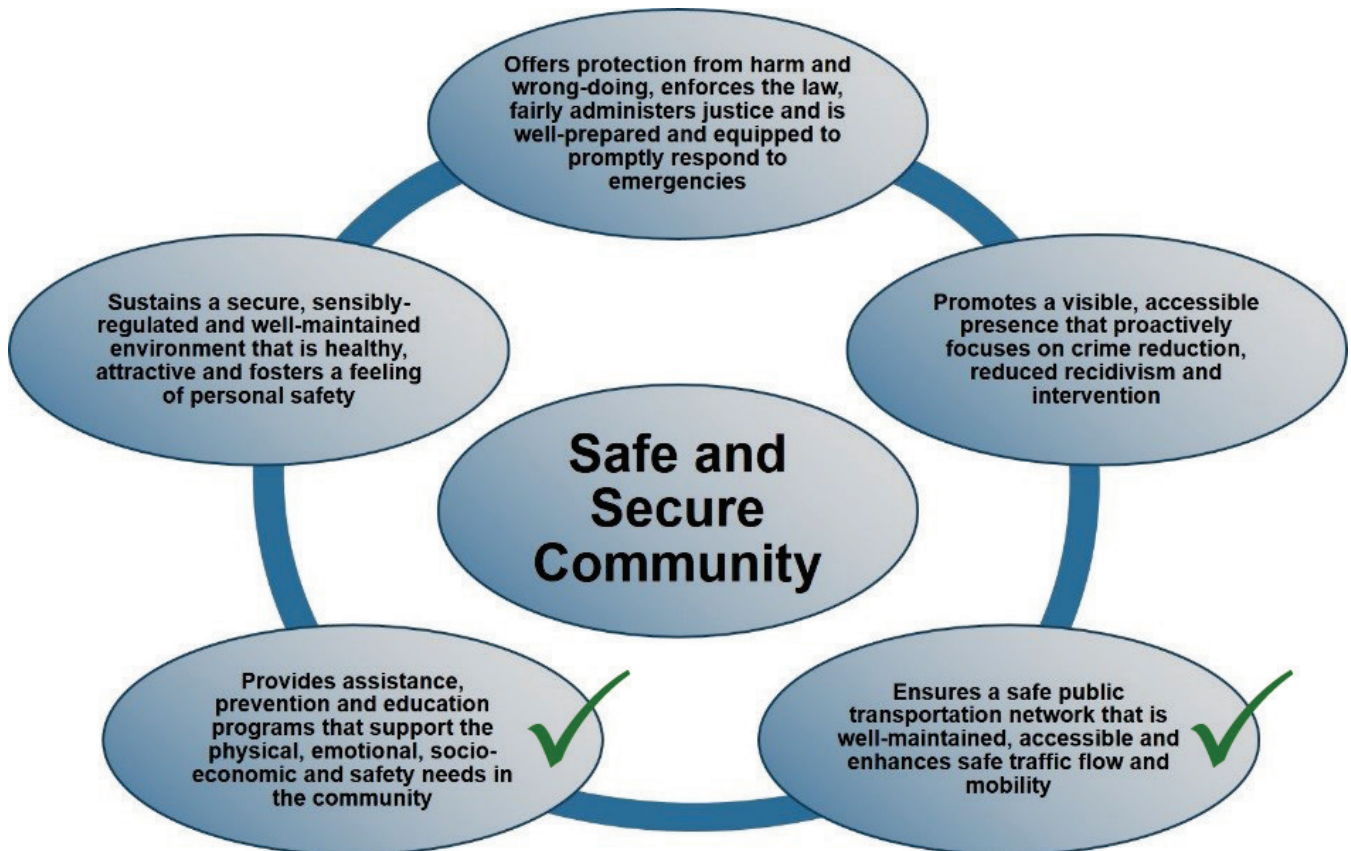 Offers protection from harm and
wrong-doing, enforces the law,
fairly administers justice and is
well-prepared and equipped to
promptly respond to
emergencies
Sustains a secure, sensibly-
regulated and well-maintained
environment that is healthy,
attractive and fosters a feeling
of personal safety
Promotes a visible, accessible
presence that proactively
focuses on crime reduction,
reduced recidivism and
intervention
Safe and
Secure
Community
Provides assistance,
prevention and education
programs that support the
physical, emotional, socio-
economic and safety needs in
the community
Ensures a safe public
transportation network that is
well-maintained, accessible and
enhances safe traffic flow and
mobility